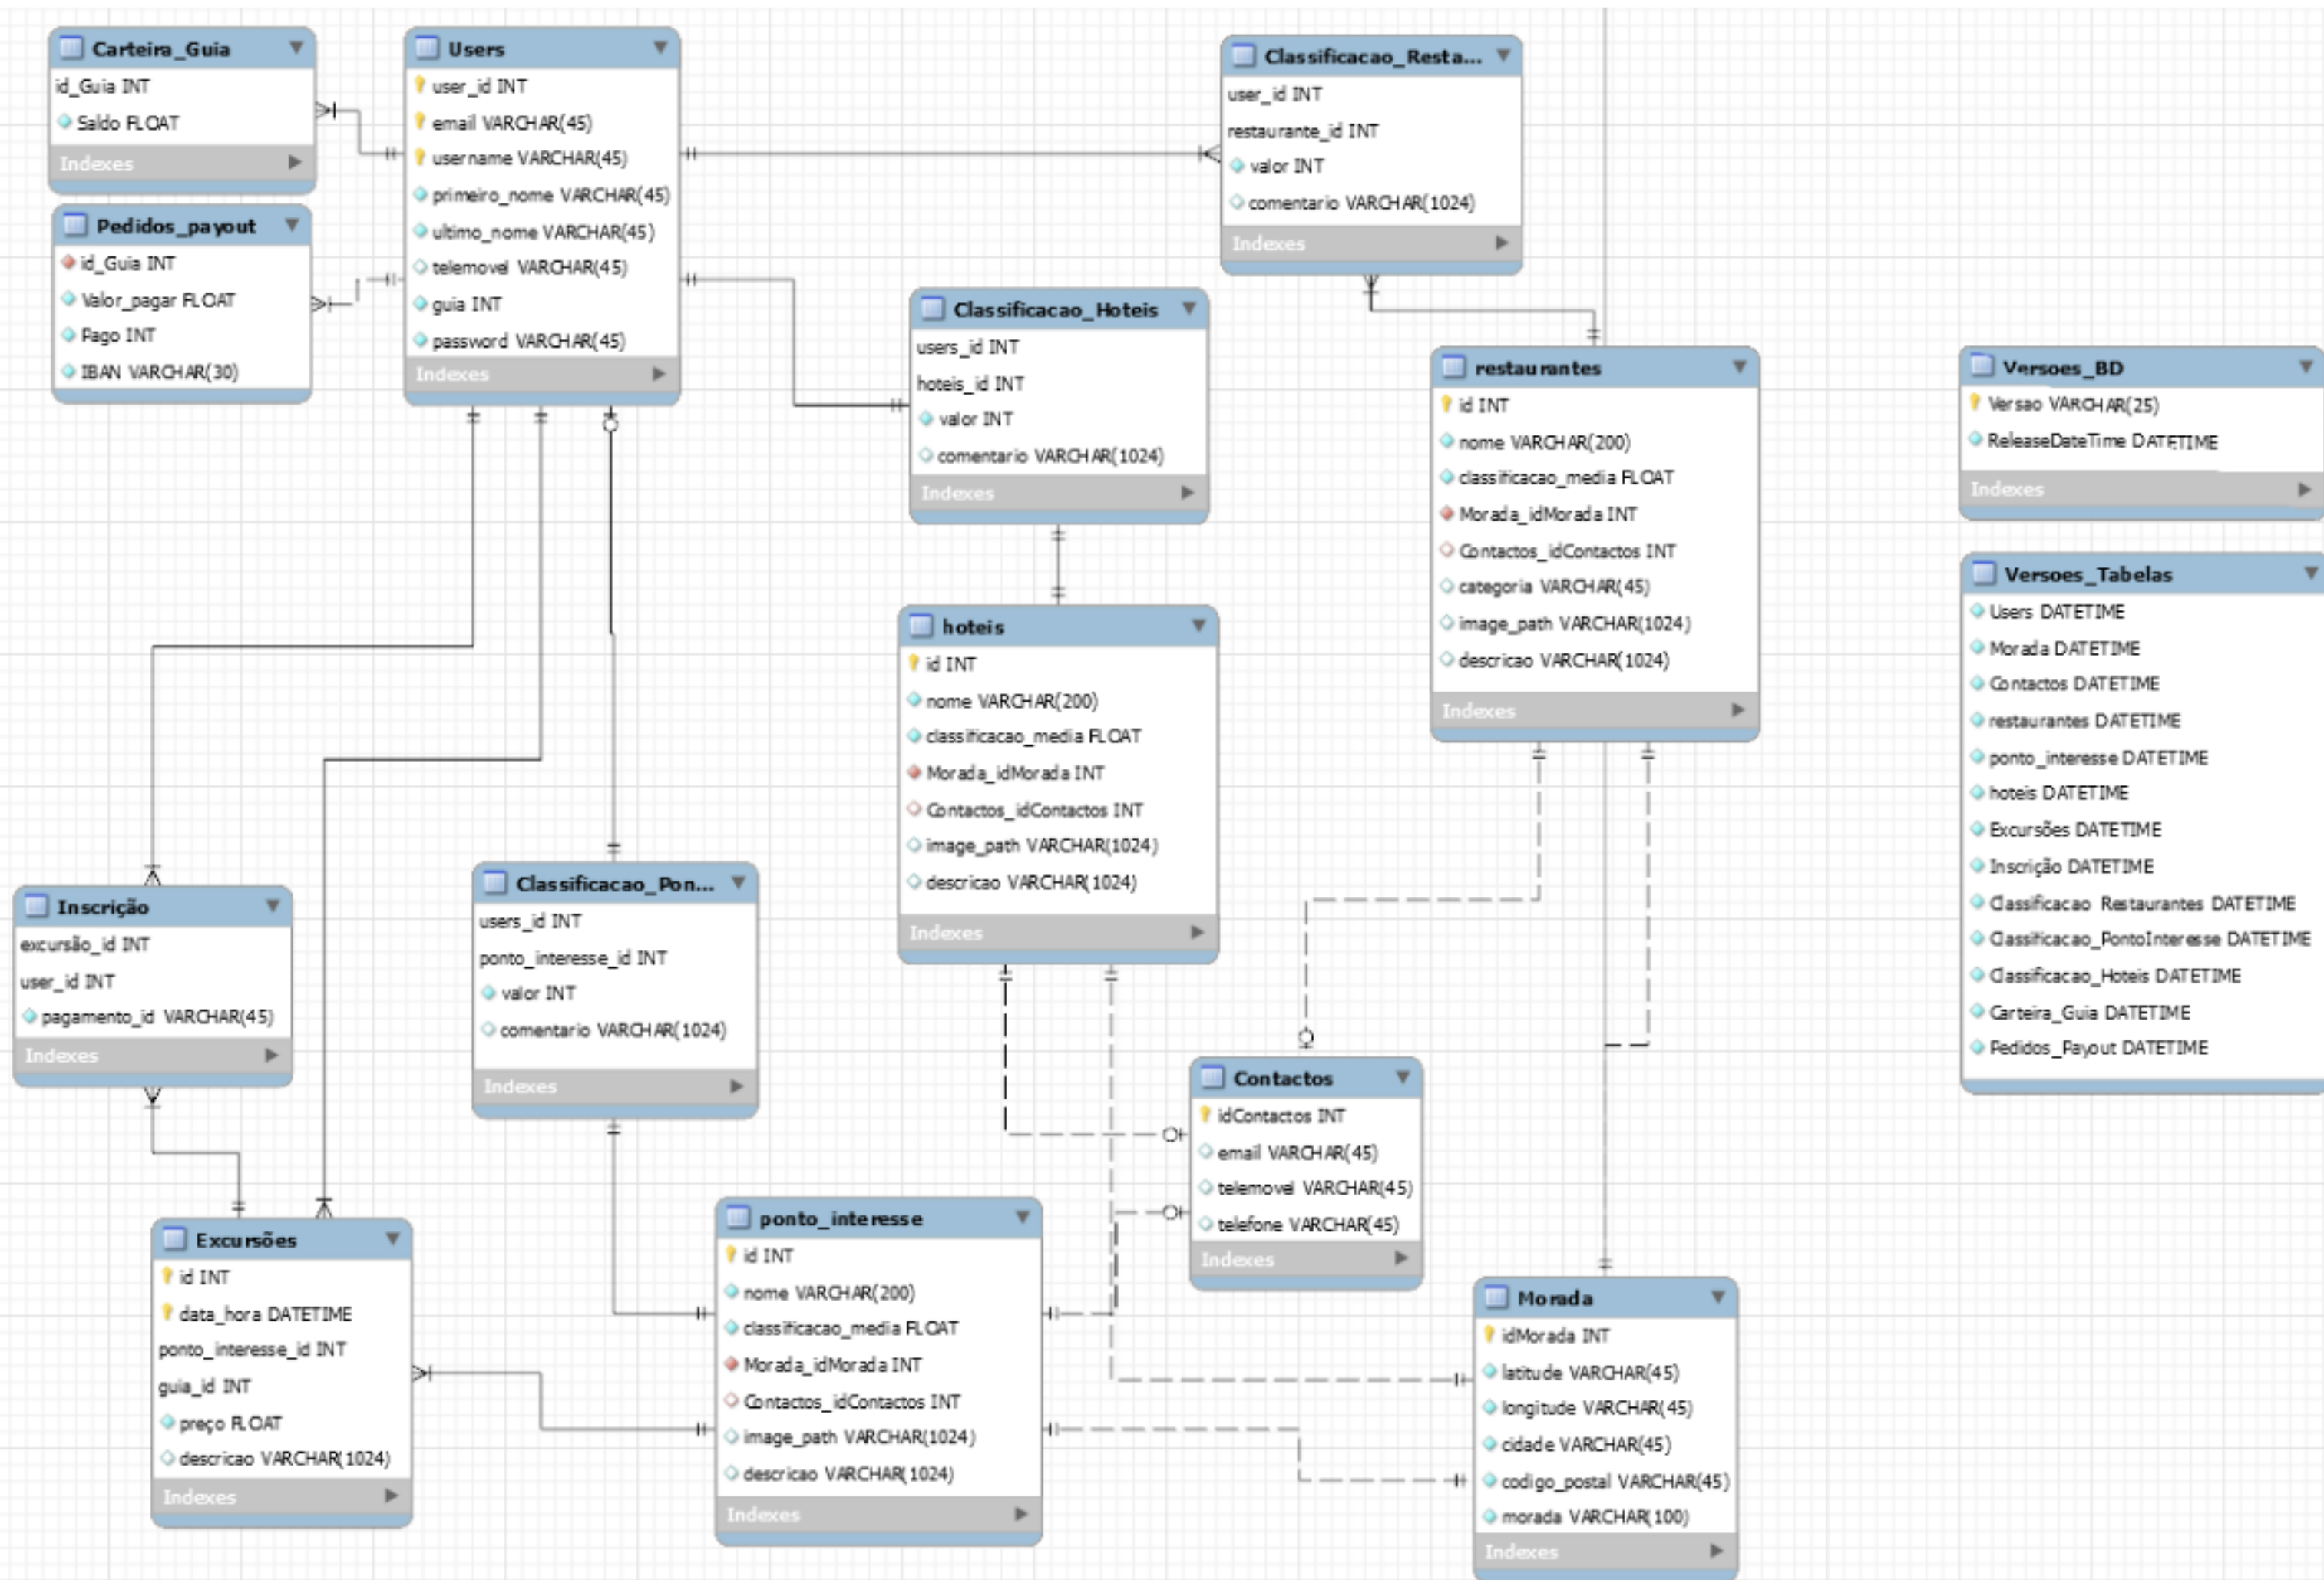 Carteira_Guia
id_Guia INT
Saldo FLOAT
Indexes
Pedidos_payout
id_Guia INT
Valor_pagar FLOAT
Pago INT
IBAN VARCHAR(30)
Users
user_id INT
email VARCHAR(45)
username VARCHAR(45)
primeiro_nome VARCHAR(45)
ultimo_nome VARCHAR(45)
telemovel VARCHAR(45)
guia INT
password VARCHAR(45)
Indexes
Classificacao_Resta...
user_id INT
restaurante_id INT
valor INT
comentario VARCHAR(1024)
Indexes
Classificacao_Hoteis
users_id INT
hoteis_id INT
valor INT
comentario VARCHAR(1024)
Indexes
restaurantes
id INT
nome VARCHAR(200)
classificacao_media FLOAT
Morada_idMorada INT
Contactos_idContactos INT
categoria VARCHAR(45)
image_path VARCHAR(1024)
descricao VARCHAR(1024)
Indexes
Versoes_BD
Versao VARCHAR(25)
ReleaseDateTime DATETIME
Indexes
Versoes_Tabelas
Users DATETIME
Morada DATETIME
Contactos DATETIME
restaurantes DATETIME
ponto_interesse DATETIME
hoteis DATETIME
Excursões DATETIME
Inscrição DATETIME
Classificacao_Restaurantes DATETIME
Classificacao_PontoInteresse DATETIME
Classificacao_Hoteis DATETIME
Carteira_Guia DATETIME
Pedidos_Payout DATETIME
hoteis
id INT
nome VARCHAR(200)
classificacao_media FLOAT
Morada_idMorada INT
Contactos_idContactos INT
image_path VARCHAR(1024)
descricao VARCHAR(1024)
Indexes
Inscrição
excursão_id INT
user_id INT
pagamento_id VARCHAR(45)
Indexes
Classificacao_Pon...
users_id INT
ponto_interesse_id INT
valor INT
comentario VARCHAR(1024)
Indexes
Contactos
idContactos INT
email VARCHAR(45)
telemovel VARCHAR(45)
telefone VARCHAR(45)
Indexes
Excursões
id INT
data_hora DATETIME
ponto_interesse_id INT
guia_id INT
preço FLOAT
descricao VARCHAR(1024)
Indexes
ponto_interesse
id INT
nome VARCHAR(200)
classificacao_media FLOAT
Morada_idMorada INT
Contactos_idContactos INT
image_path VARCHAR(1024)
descricao VARCHAR(1024)
Indexes
Morada
idMorada INT
latitude VARCHAR(45)
longitude VARCHAR(45)
cidade VARCHAR(45)
codigo_postal VARCHAR(45)
morada VARCHAR(100)
Indexes